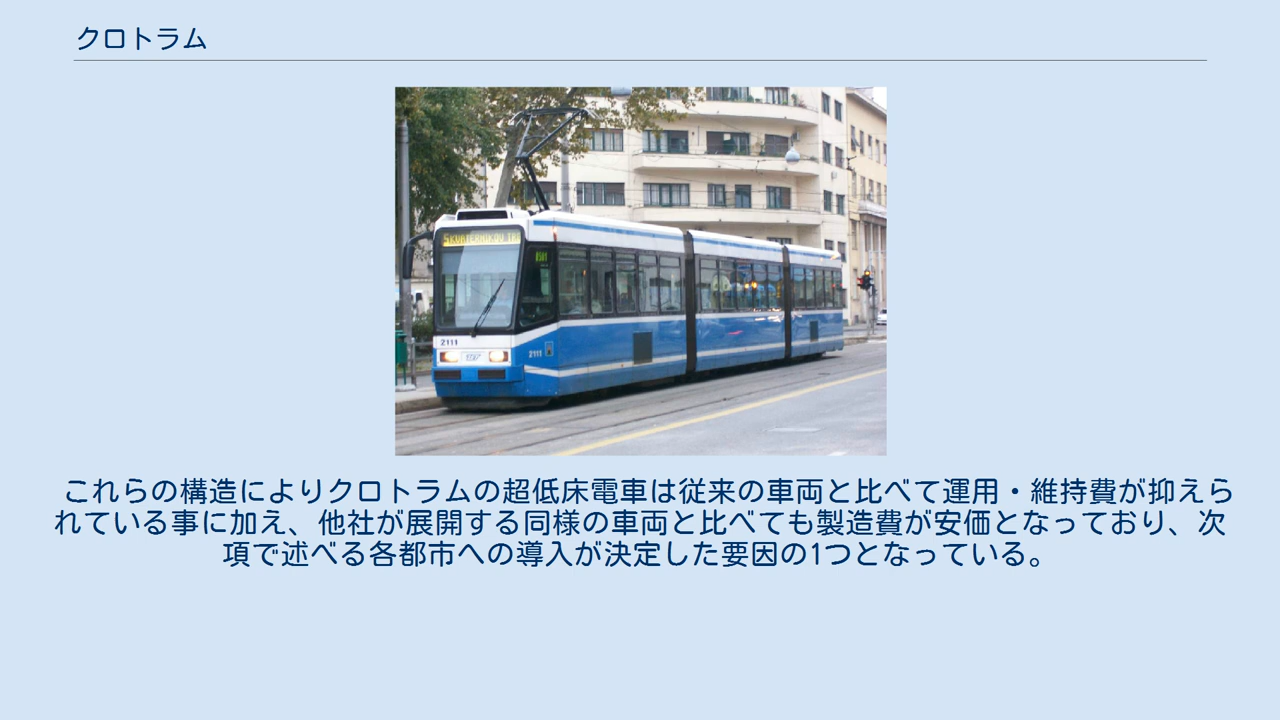 クロトラム
2111
2111
これらの構造によりクロトラムの超低床電車は従来の車両と比べて運用・維持費が抑えら
れている事に加え、他社が展開する同様の車両と比べても製造費が安価となっており、次
項で述べる各都市への導入が決定した要因の1つとなっている。